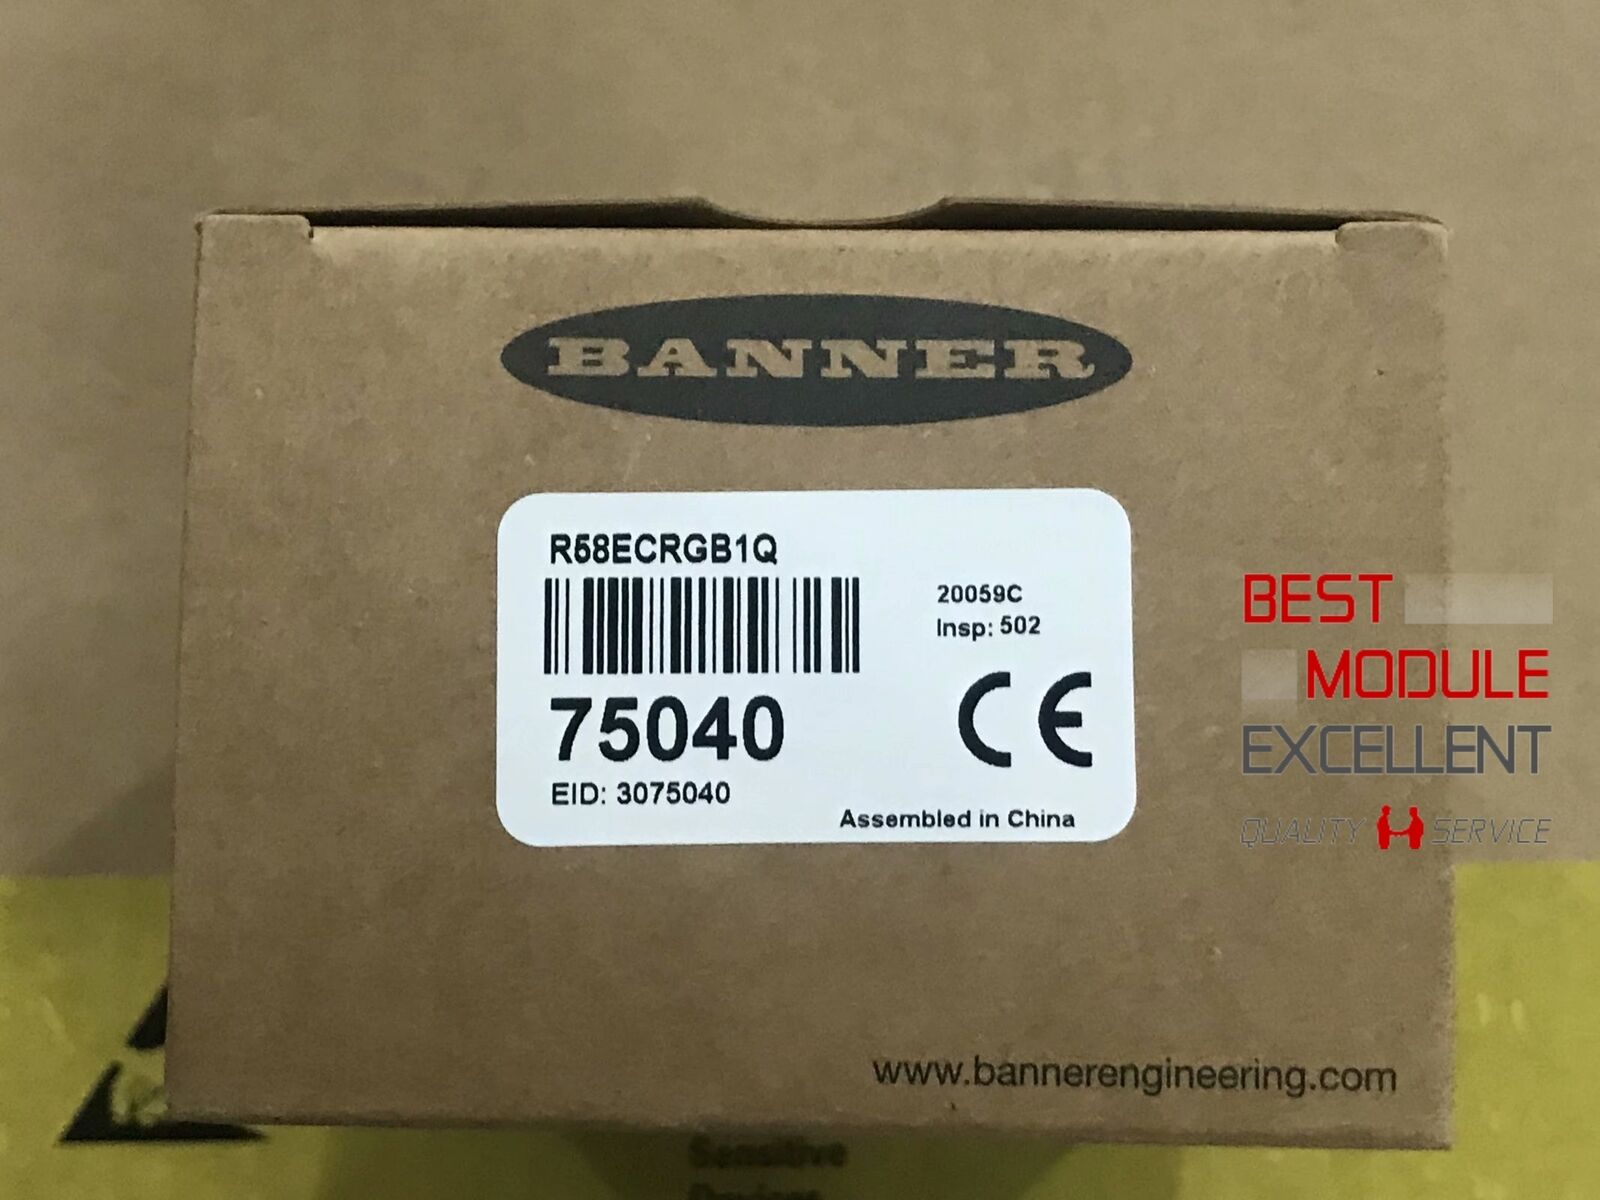 BANNER
R58ECRGB1Q
20059C
Insp: 502
75040
EID: 3075040
Assembled in China
www.bannerengineering.com
BEST
MODULE
EXCELLENT
QUALITY SERVICE
Sensitive